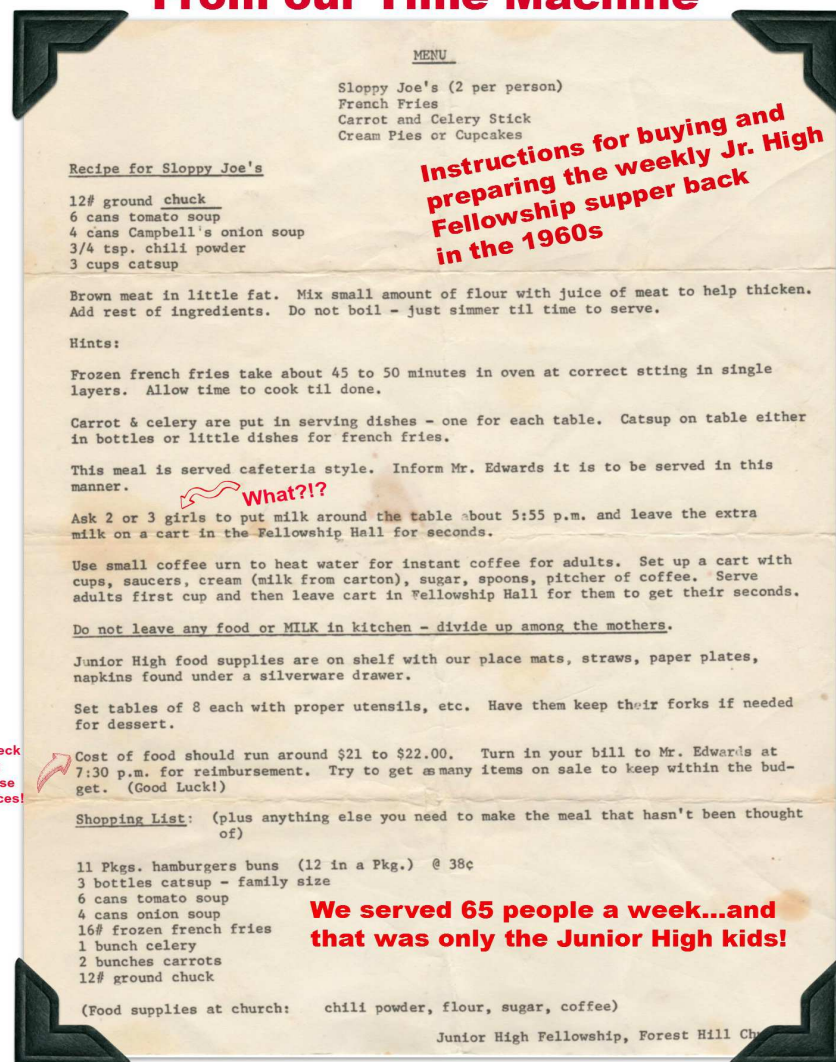 From our Time Machine
MENU
Sloppy Joe's (2 per person)
French Fries
Carrot and Celery Stick
Cream Pies or Cupcakes
Instructions for buying and
preparing the weekly Jr. High
Fellowship supper back
in the 1960s
Recipe for Sloppy Joe's
12# ground chuck
6 cans tomato soup
4 cans Campbell's onion soup
3/4 tsp. chili powder
3 cups catsup
Brown meat in little fat. Mix small amount of flour with juice of meat to help thicken.
Add rest of ingredients. Do not boil - just simmer til time to serve.
Hints:
Frozen french fries take about 45 to 50 minutes in oven at correct stting in single
layers. Allow time to cook til done.
Carrot & celery are put in serving dishes - one for each table. Catsup on table either
in bottles or little dishes for french fries.
This meal is served cafeteria style. Inform Mr. Edwards it is to be served in this
manner.
What?!?
Ask 2 or 3 girls to put milk around the table about 5:55 p.m. and leave the extra
milk on a cart in the Fellowship Hall for seconds.
Use small coffee urn to heat water for instant coffee for adults. Set up a cart with
cups, saucers, cream (milk from carton), sugar, spoons, pitcher of coffee. Serve
adults first cup and then leave cart in Fellowship Hall for them to get their seconds.
Do not leave any food or MILK in kitchen - divide up among the mothers.
Junior High food supplies are on shelf with our place mats, straws, paper plates,
napkins found under a silverware drawer.
Set tables of 8 each with proper utensils, etc. Have them keep their forks if needed
for dessert.
Cost of food should run around $21 to $22.00. Turn in your bill to Mr. Edwards at
7:30 p.m. for reimbursement. Try to get as many items on sale to keep within the bud-
get. (Good Luck!)
Shopping List: (plus anything else you need to make the meal that hasn't been thought
of)
11 Pkgs. hamburgers buns (12 in a Pkg.) @ 38¢
3 bottles catsup - family size
6 cans tomato soup
4 cans onion soup
16# frozen french fries
1 bunch celery
2 bunches carrots
12# ground chuck
We served 65 people a week...and
that was only the Junior High kids!
(Food supplies at church: chili powder, flour, sugar, coffee)
Junior High Fellowship, Forest Hill